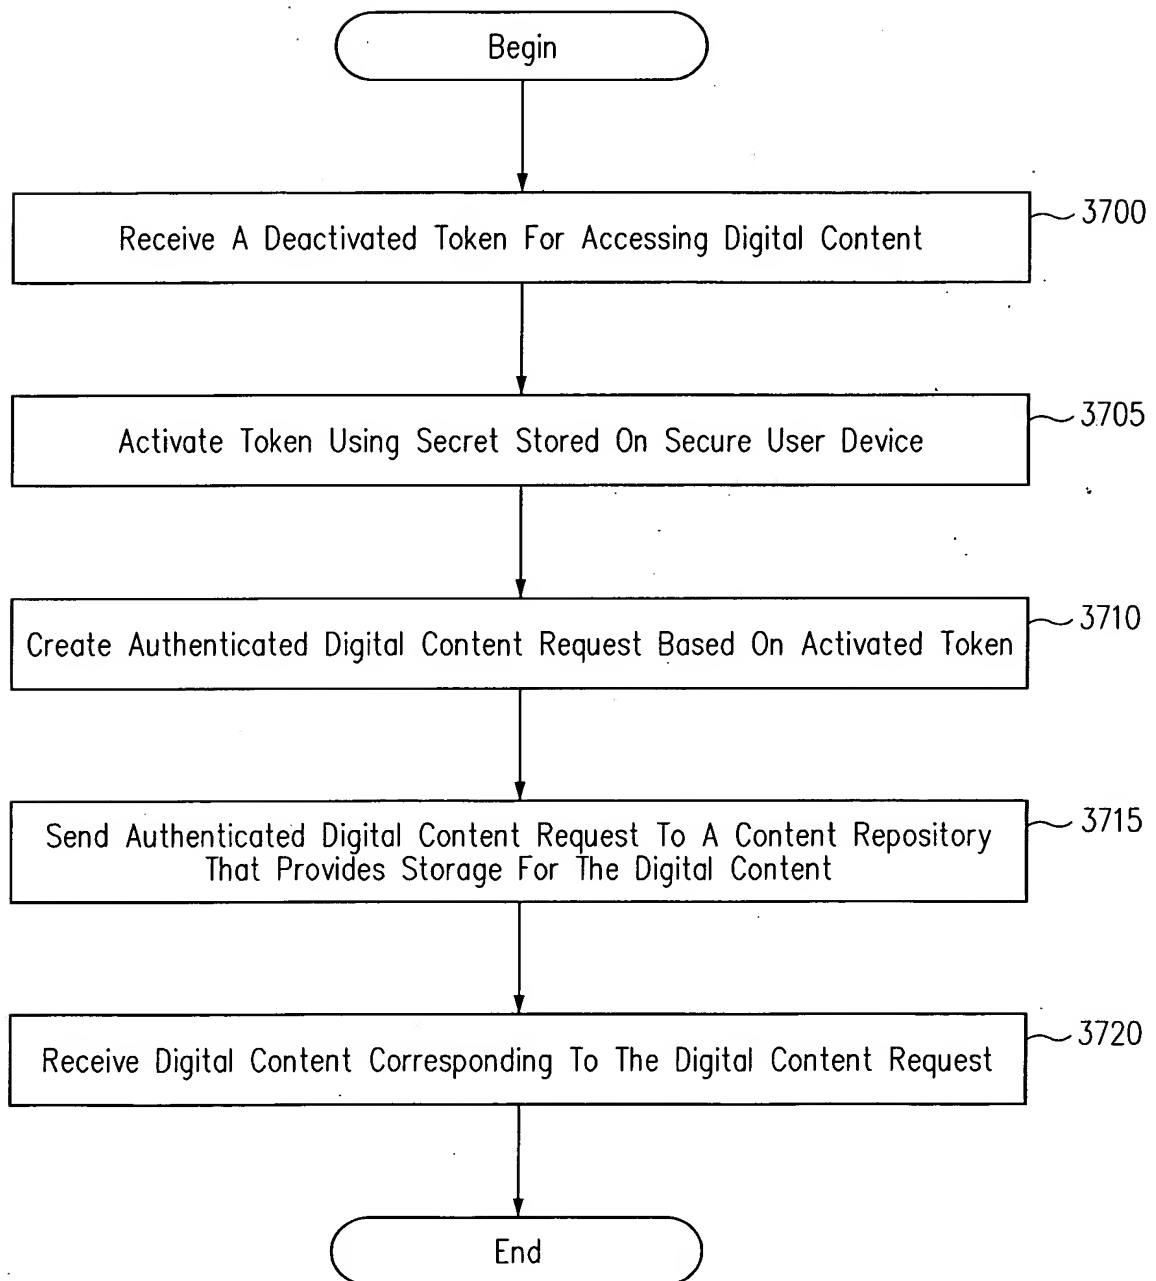 Begin
Receive A Deactivated Token For Accessing Digital Content
3700
Activate Token Using Secret Stored On Secure User Device
3705
Create Authenticated Digital Content Request Based On Activated Token
3710
Send Authenticated Digital Content Request To A Content Repository
That Provides Storage For The Digital Content
3715
Receive Digital Content Corresponding To The Digital Content Request
3720
End